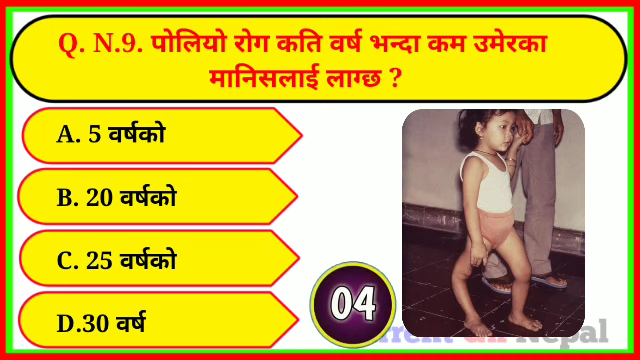 Q. N.9. पोलियो रोग कति वर्ष भन्दा कम उमेरका
मानिसलाई लाग्छ ?
A. 5 वर्षको
B. 20 वर्षको
C. 25 वर्षको
D.30 वर्ष
04
Nepal